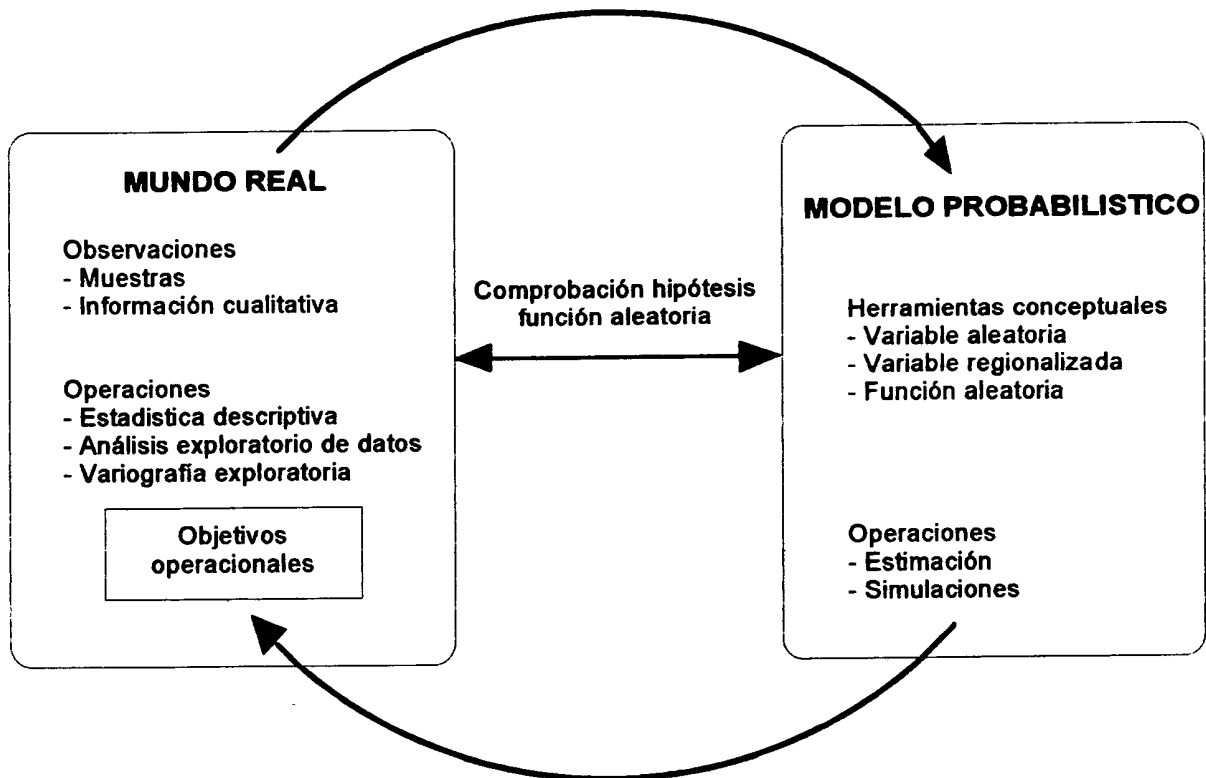 MUNDO REAL
Observaciones
- Muestras
- Información cualitativa
Operaciones
- Estadistica descriptiva
- Análisis exploratorio de datos
- Variografía exploratoria
Objetivos
operacionales
Comprobación hipótesis
función aleatoria
MODELO PROBABILISTICO
Herramientas conceptuales
- Variable aleatoria
- Variable regionalizada
- Función aleatoria
Operaciones
- Estimación
- Simulaciones